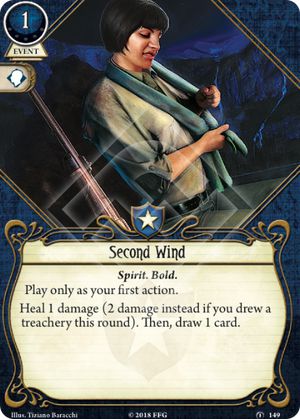 1
EVENT
Second Wind
Spirit. Bold.
Play only as your first action.
Heal 1 damage (2 damage instead if you drew a
treachery this round). Then, draw 1 card.
Illus. Tiziano Baracchi
© 2018 FFG
149